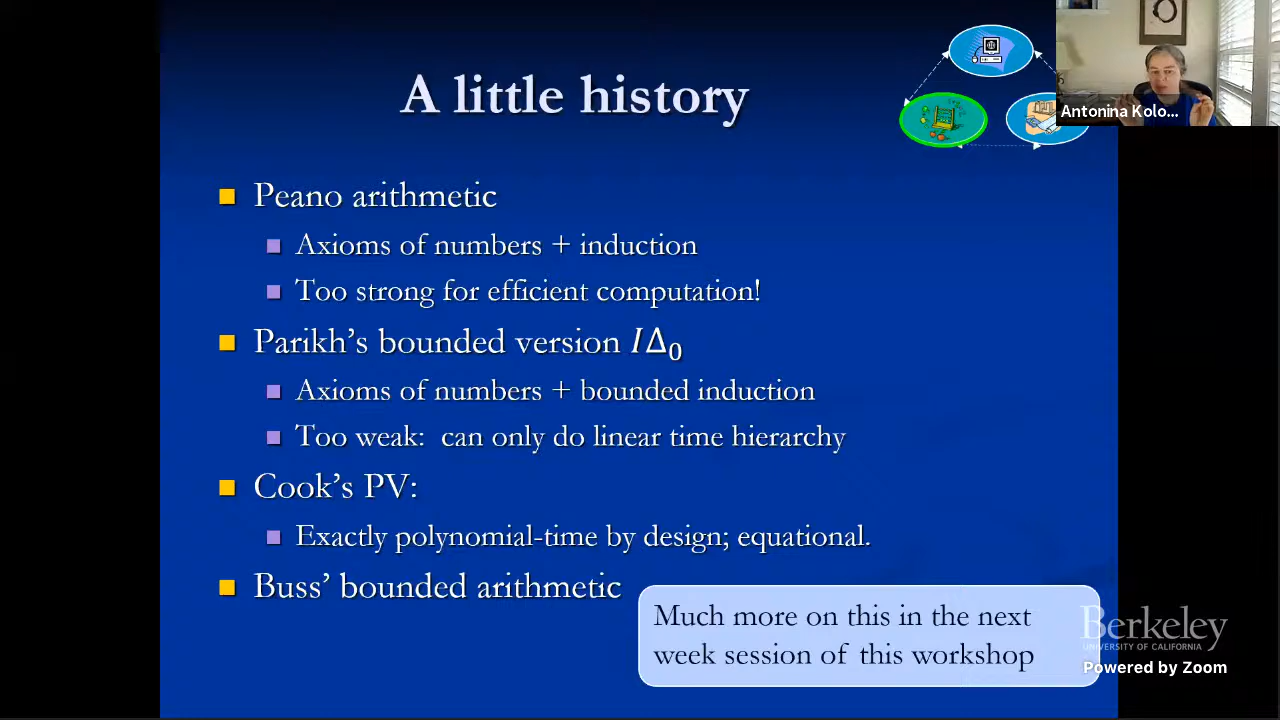 A little history
Antonina Kolo...
Peano arithmetic
Axioms of numbers + induction
Too strong for efficient computation!
Parikh’s bounded version 𝐼Δ₀
Axioms of numbers + bounded induction
Too weak: can only do linear time hierarchy
Cook’s PV:
Exactly polynomial-time by design; equational.
Buss’ bounded arithmetic
Much more on this in the next
week session of this workshop
Berkeley
UNIVERSITY OF CALIFORNIA
Powered by Zoom